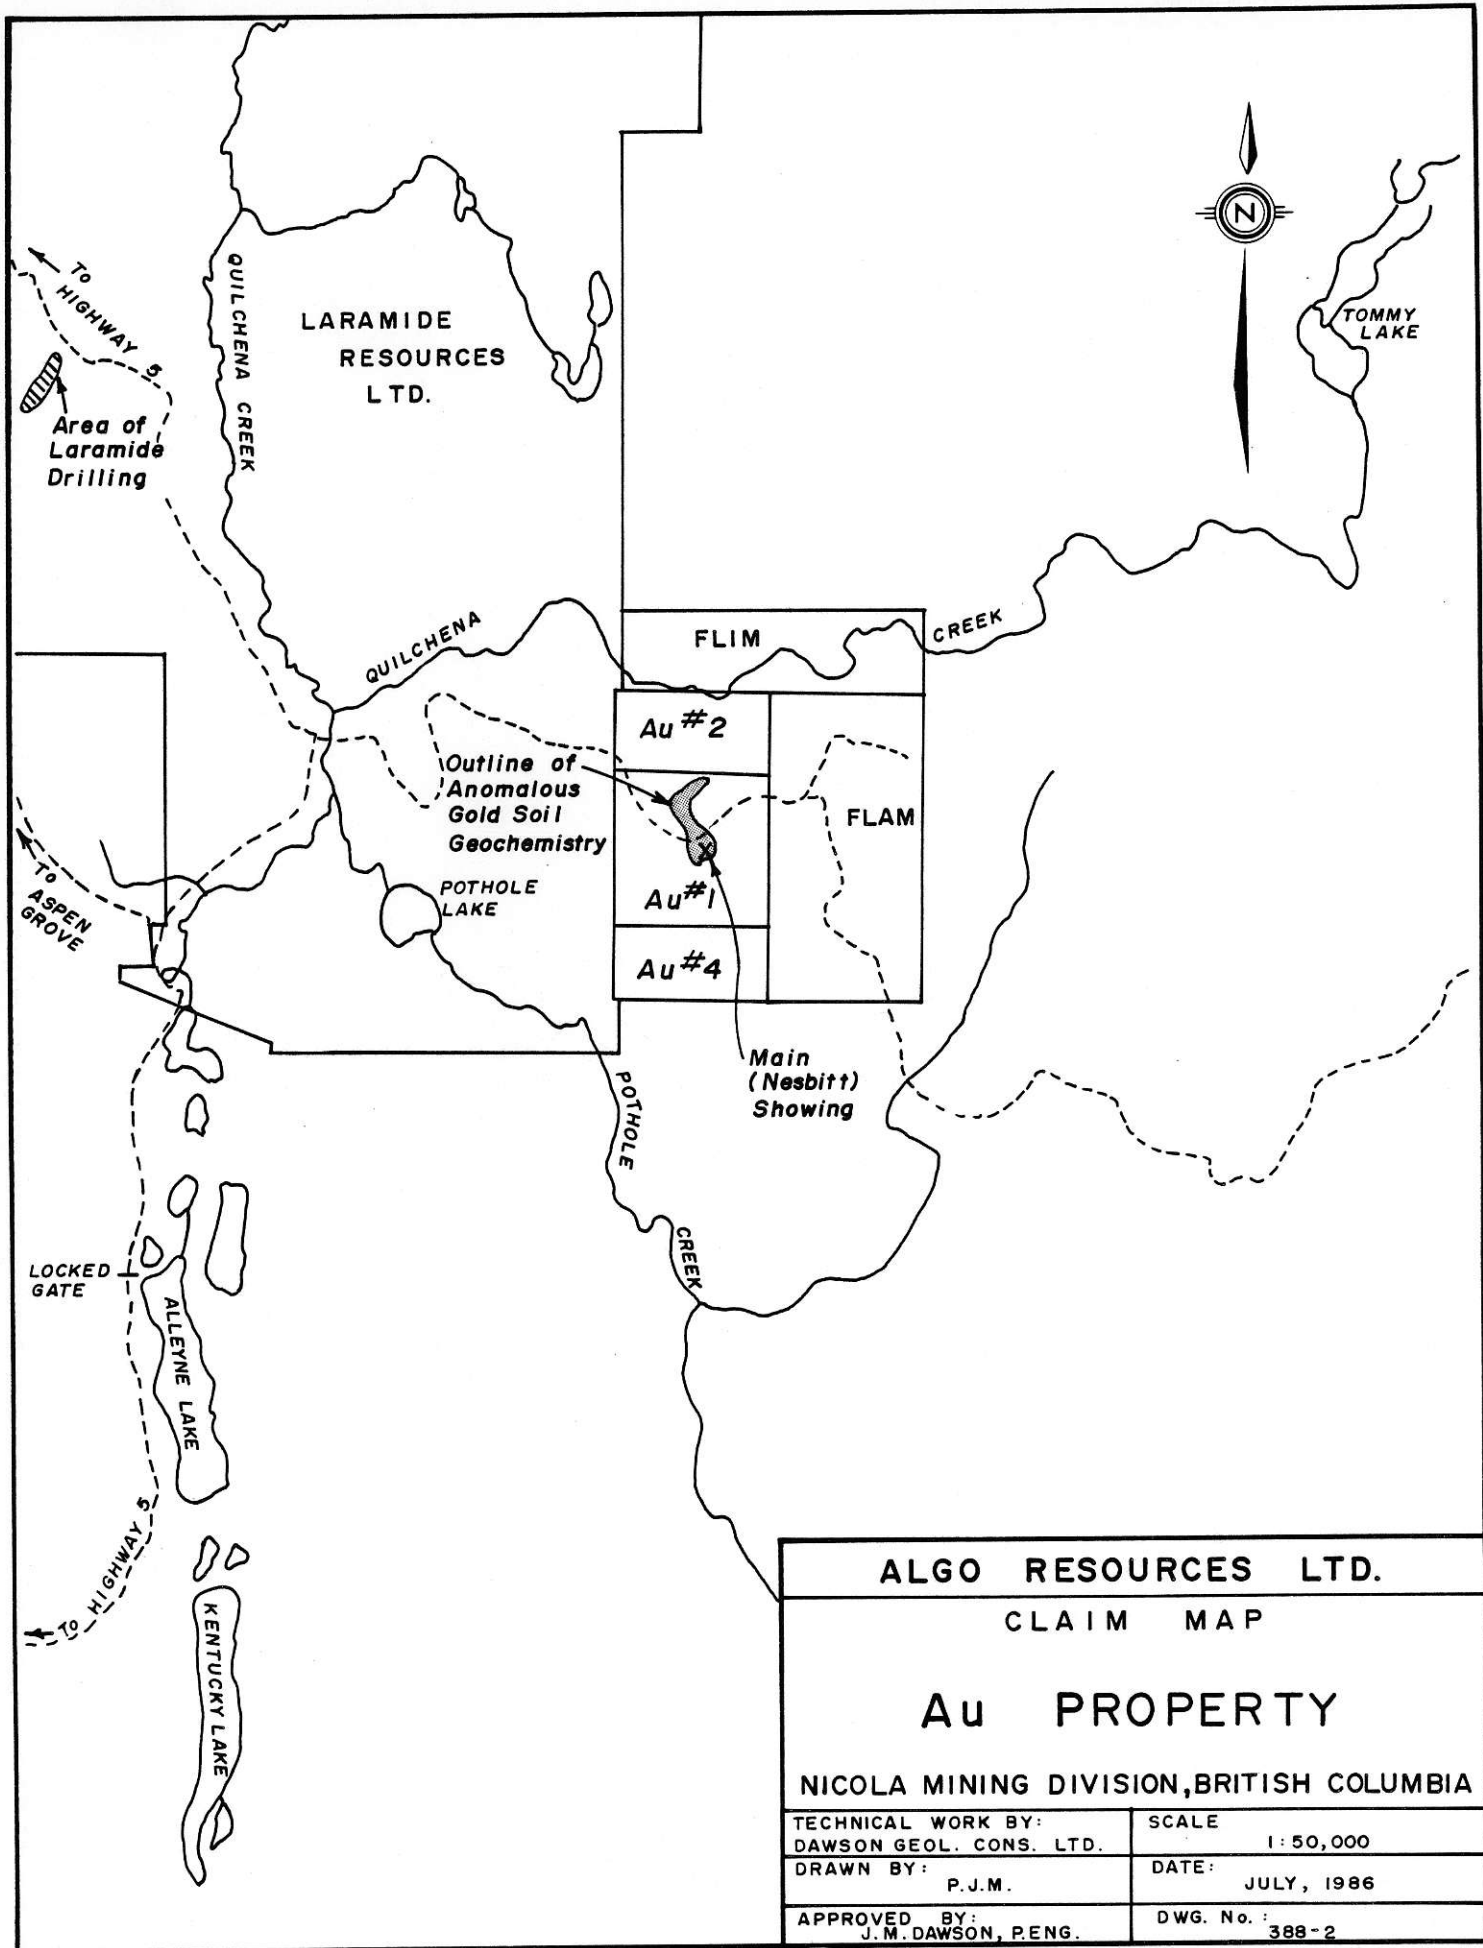 N
TOMMY
LAKE
QUILCHENA CREEK
To
HIGHWAY 5
LARAMIDE
RESOURCES
LTD.
Area of
Laramide
Drilling
QUILCHENA
CREEK
FLIM
Au #2
Outline of
Anomalous
Gold Soil
Geochemistry
FLAM
X
Au #1
To
ASPEN
GROVE
POTHOLE
LAKE
Au #4
Main
(Nesbitt)
Showing
POTHOLE
CREEK
LOCKED
GATE
ALLEYNE LAKE
TO HIGHWAY 5
KENTUCKY LAKE
ALGO RESOURCES LTD.
CLAIM MAP
Au PROPERTY
NICOLA MINING DIVISION, BRITISH COLUMBIA
TECHNICAL WORK BY:
DAWSON GEOL. CONS. LTD.
SCALE
1:50,000
DRAWN BY:
P.J.M.
DATE:
JULY, 1986
APPROVED BY:
J.M. DAWSON, P.ENG.
DWG. No.:
388-2